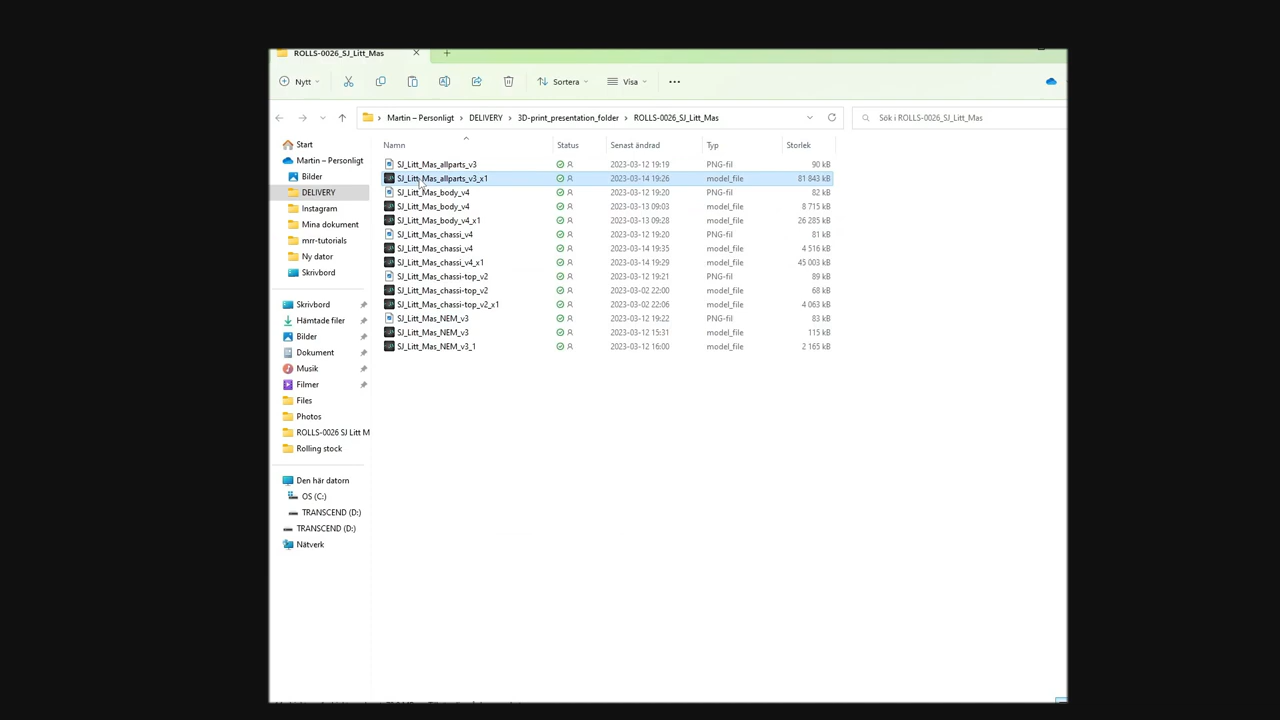 ROLLS-0026_SJ_Litt_Mas
Nytt
Sortera
Visa
Martin – Personligt > DELIVERY > 3D-print_presentation_folder > ROLLS-0026_SJ_Litt_Mas
Sök i ROLLS-0026_SJ_Litt_Mas
Start
Martin – Personligt
Bilder
DELIVERY
Instagram
Mina dokument
mrr-tutorials
Ny dator
Skrivbord
Skrivbord
Hämtade filer
Bilder
Dokument
Musik
Filmer
Files
Photos
ROLLS-0026 SJ Litt M
Rolling stock
Den här datorn
OS (C:)
TRANSCEND (D:)
TRANSCEND (D:)
Nätverk
Namn Status Senast ändrad Typ Storlek
SJ_Litt_Mas_allparts_v3 2023-03-12 19:19 PNG-fil 90 kB
SJ_Litt_Mas_allparts_v3_x1 2023-03-14 19:26 model_file 81 843 kB
SJ_Litt_Mas_body_v4 2023-03-12 19:20 PNG-fil 82 kB
SJ_Litt_Mas_body_v4 2023-03-13 09:03 model_file 8 715 kB
SJ_Litt_Mas_body_v4_x1 2023-03-13 09:28 model_file 26 285 kB
SJ_Litt_Mas_chassi_v4 2023-03-12 19:20 PNG-fil 81 kB
SJ_Litt_Mas_chassi_v4 2023-03-14 19:35 model_file 4 516 kB
SJ_Litt_Mas_chassi_v4_x1 2023-03-14 19:29 model_file 45 003 kB
SJ_Litt_Mas_chassi-top_v2 2023-03-12 19:21 PNG-fil 89 kB
SJ_Litt_Mas_chassi-top_v2 2023-03-02 22:00 model_file 68 kB
SJ_Litt_Mas_chassi-top_v2_x1 2023-03-02 22:06 model_file 4 063 kB
SJ_Litt_Mas_NEM_v3 2023-03-12 19:22 PNG-fil 83 kB
SJ_Litt_Mas_NEM_v3 2023-03-12 15:31 model_file 115 kB
SJ_Litt_Mas_NEM_v3_1 2023-03-12 16:00 model_file 2 165 kB